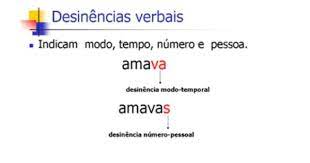 Desinências verbais
Indicam modo, tempo, número e pessoa.
amava
desinência modo-temporal
amavas
desinência número-pessoal